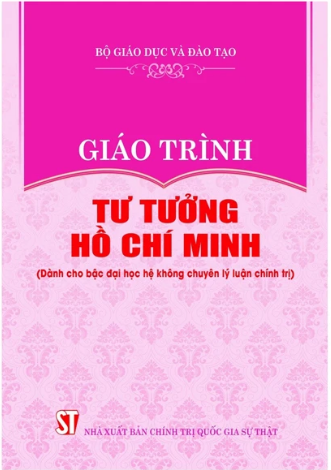 BỘ GIÁO DỤC VÀ ĐÀO TẠO
GIÁO TRÌNH
TƯ TƯỞNG
HỒ CHÍ MINH
(Dành cho bậc đại học hệ không chuyên lý luận chính trị)
ST
NHÀ XUẤT BẢN CHÍNH TRỊ QUỐC GIA SỰ THẬT